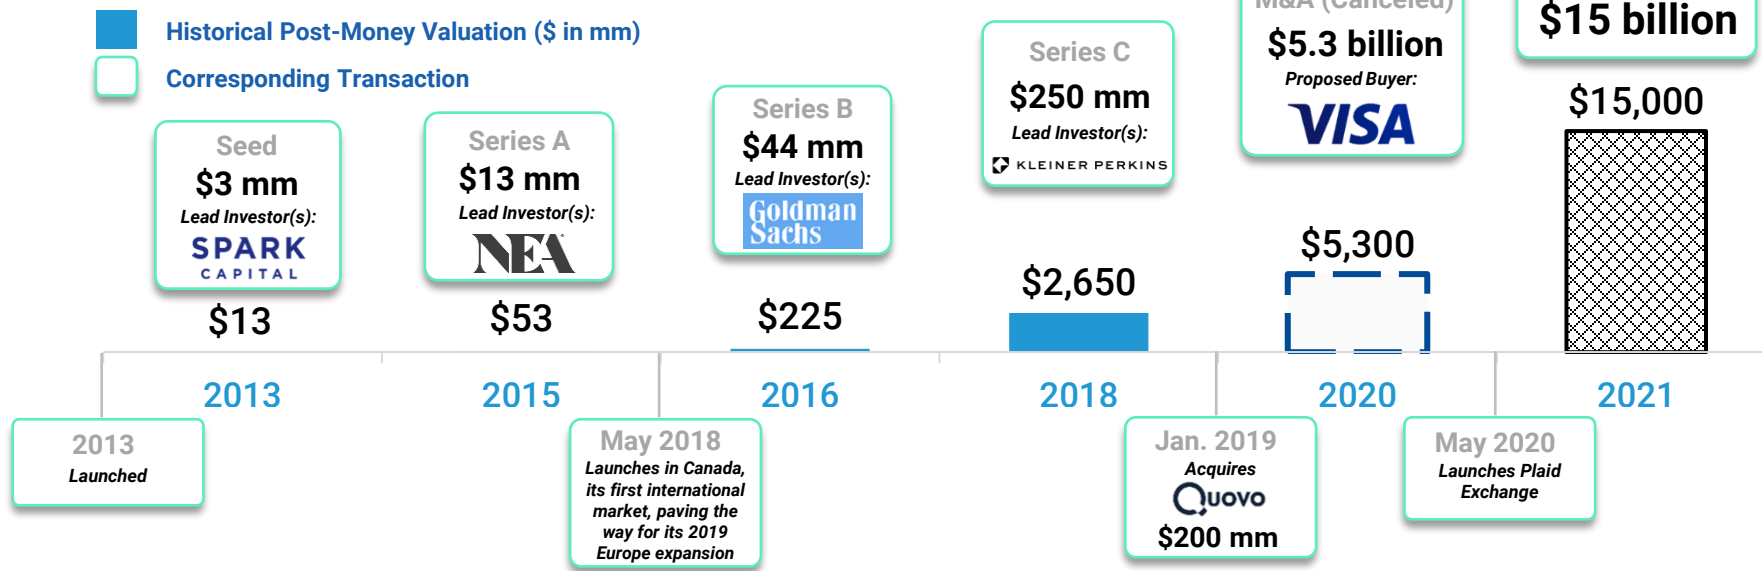 Historical Post-Money Valuation ($ in mm)
Corresponding Transaction
Seed
$3 mm
Lead Investor(s):
SPARK
CAPITAL
$13
Series A
$13 mm
Lead Investor(s):
NEA
$53
Series B
$44 mm
Lead Investor(s):
Goldman
Sachs
$225
Series C
$250 mm
Lead Investor(s):
KLEINER PERKINS
$2,650
M&A (Canceled)
$5.3 billion
Proposed Buyer:
VISA
$5,300
$15 billion
$15,000
2013
2015
2016
2018
2020
2021
2013
Launched
May 2018
Launches in Canada,
its first international
market, paving the
way for its 2019
Europe expansion
Jan. 2019
Acquires
Quovo
$200 mm
May 2020
Launches Plaid
Exchange